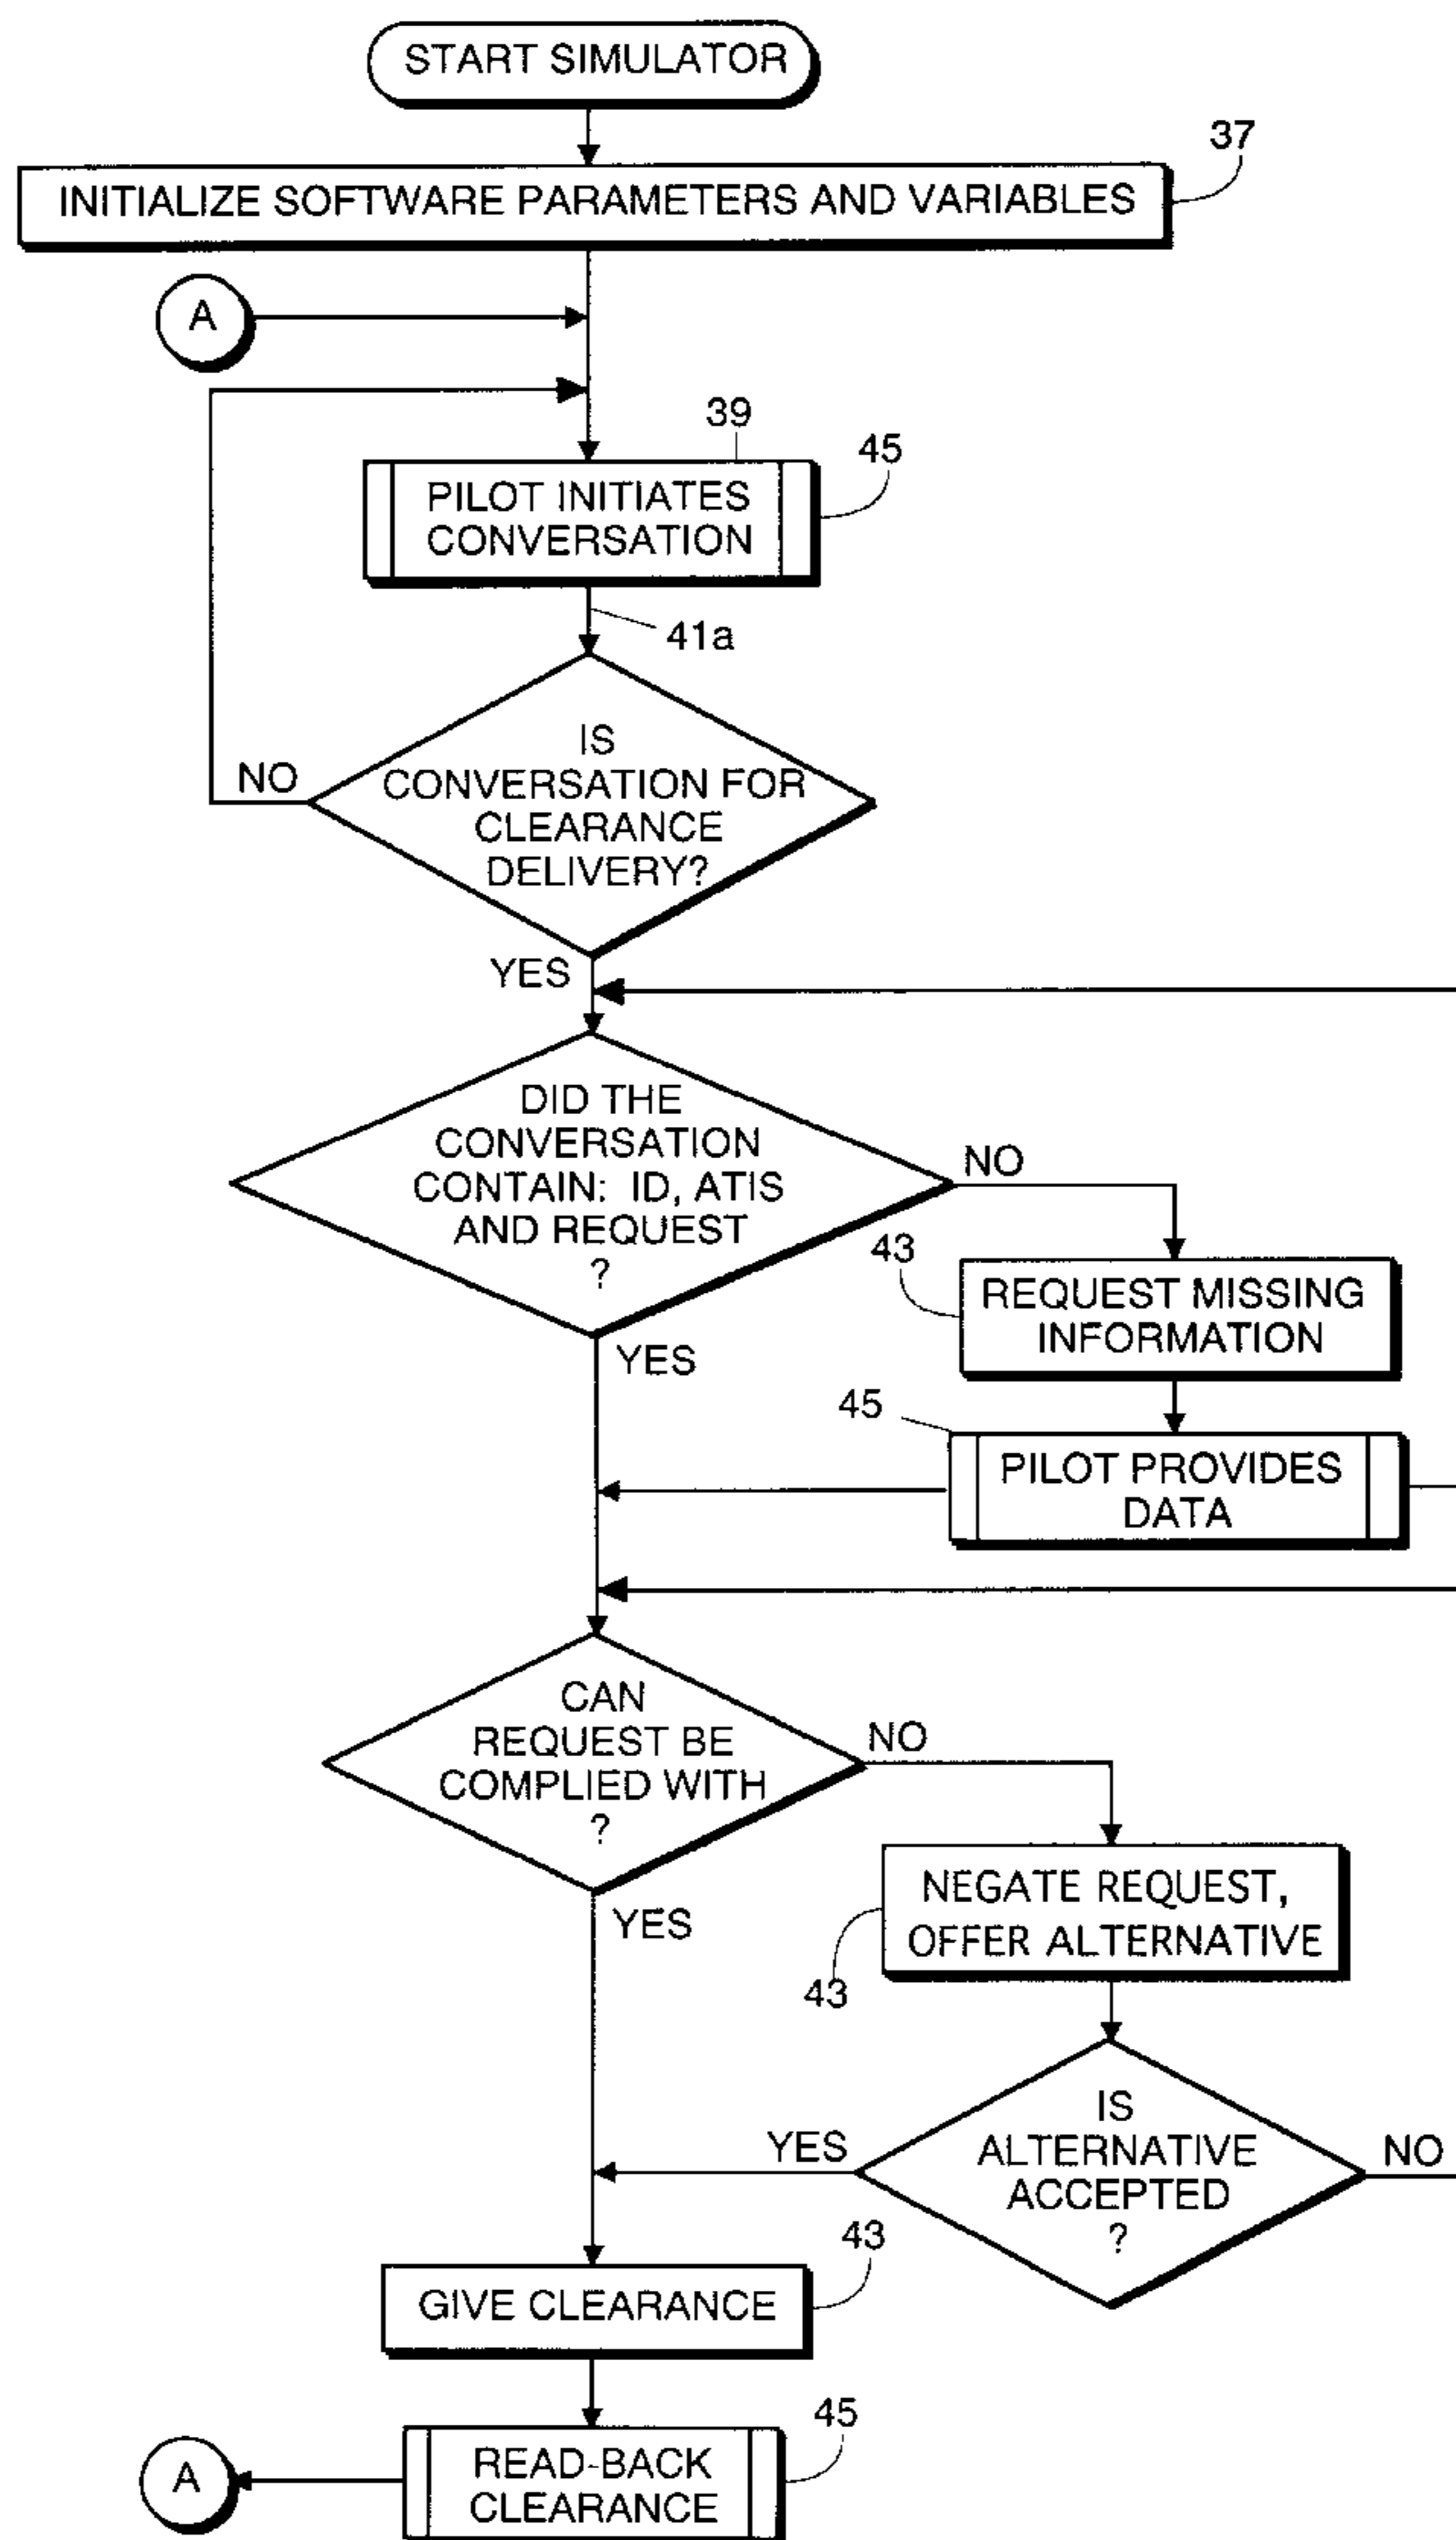 START SIMULATOR
37
INITIALIZE SOFTWARE PARAMETERS AND VARIABLES
A
39
45
PILOT INITIATES
CONVERSATION
41a
IS
CONVERSATION FOR
CLEARANCE
DELIVERY?
NO
YES
DID THE
CONVERSATION
CONTAIN: ID, ATIS
AND REQUEST
?
NO
YES
43
REQUEST MISSING
INFORMATION
45
PILOT PROVIDES
DATA
CAN
REQUEST BE
COMPLIED WITH
?
NO
YES
NEGATE REQUEST,
OFFER ALTERNATIVE
43
IS
ALTERNATIVE
ACCEPTED
?
YES
NO
43
GIVE CLEARANCE
45
READ-BACK
CLEARANCE
A